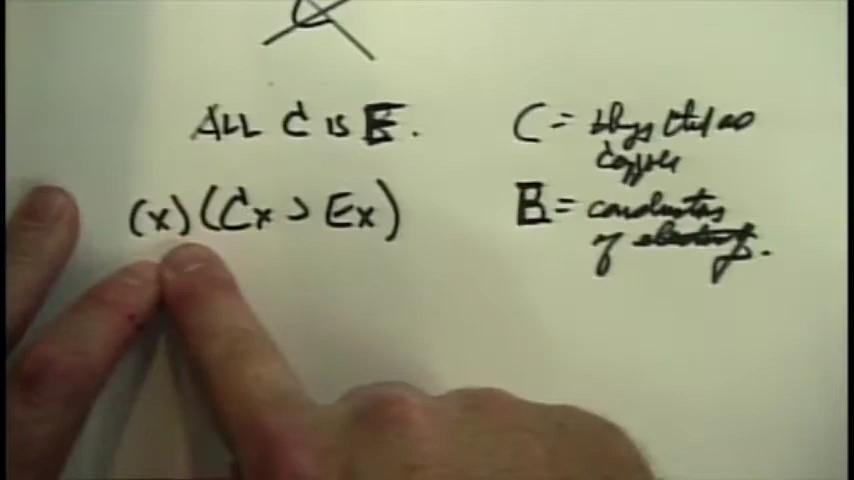 ALL C IS E.
(x)(Cx ⊃ Ex)
C = things that are
copper
E = conductors
of electricity.